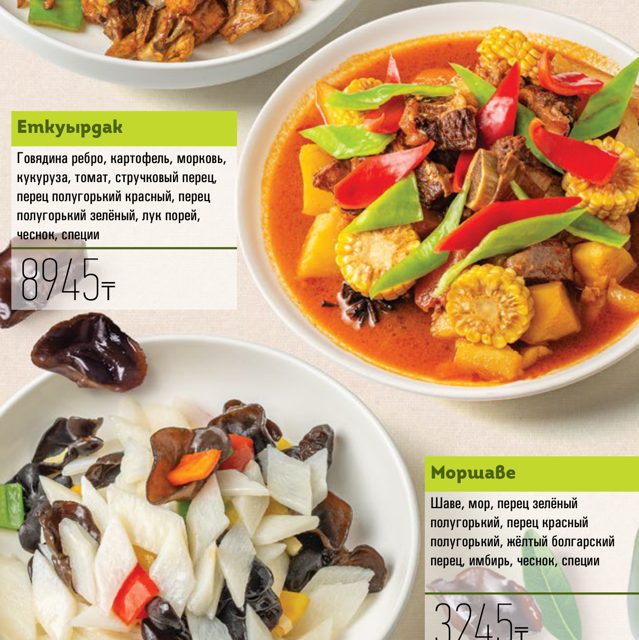 Еткуырдак
Говядина ребро, картофель, морковь,
кукуруза, томат, стручковый перец,
перец полугорький красный, перец
полугорький зелёный, лук порей,
чеснок, специи
8945₸
Моршаве
Шаве, мор, перец зелёный
полугорький, перец красный
полугорький, жёлтый болгарский
перец, имбирь, чеснок, специи
3245₸